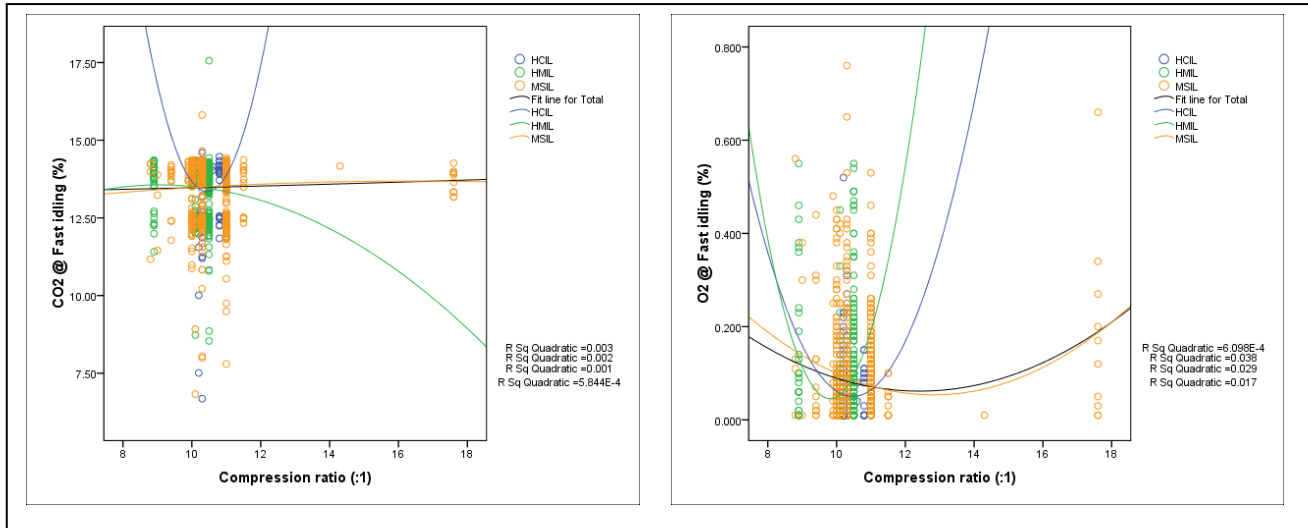 CO2 @ Fast idling (%)
17.50
15.00
12.50
10.00
7.50
8 10 12 14 16 18
Compression ratio (:1)
HCIL
HMIL
MSIL
Fit line for Total
HCIL
HMIL
MSIL
R Sq Quadratic =0.003
R Sq Quadratic =0.002
R Sq Quadratic =0.001
R Sq Quadratic =5.844E-4
O2 @ Fast idling (%)
0.800
0.600
0.400
0.200
0.000
8 10 12 14 16 18
Compression ratio (:1)
HCIL
HMIL
MSIL
Fit line for Total
HCIL
HMIL
MSIL
R Sq Quadratic =6.098E-4
R Sq Quadratic =0.038
R Sq Quadratic =0.029
R Sq Quadratic =0.017